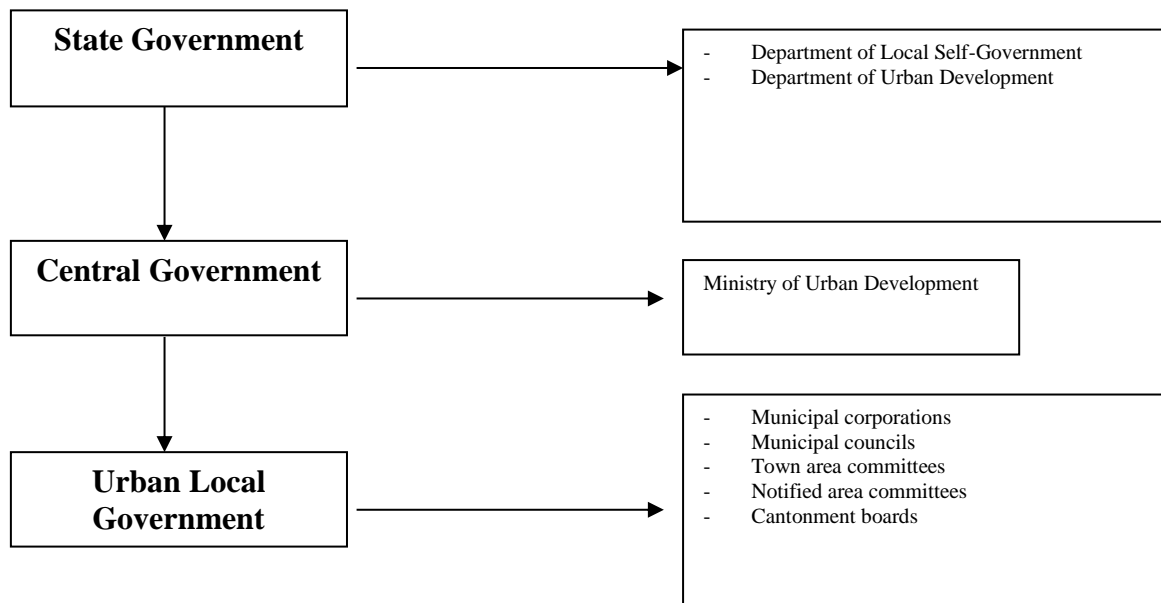 State Government
- Department of Local Self-Government
- Department of Urban Development
Central Government
Ministry of Urban Development
Urban Local
Government
- Municipal corporations
- Municipal councils
- Town area committees
- Notified area committees
- Cantonment boards